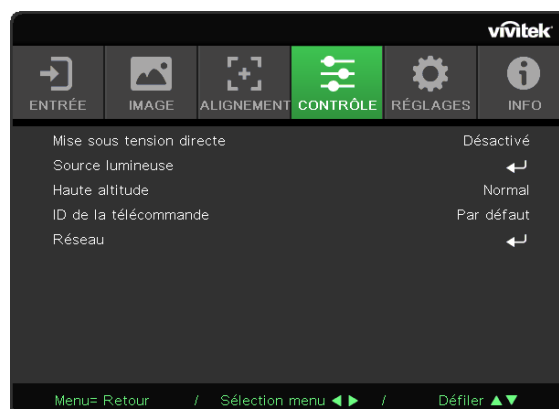 vivitek
ENTRÉE IMAGE ALIGNEMENT CONTRÔLE RÉGLAGES INFO
Mise sous tension directe Désactivé
Source lumineuse
Haute altitude Normal
ID de la télécommande Par défaut
Réseau
Menu= Retour / Sélection menu ◀ ▶ / Défiler ▲▼